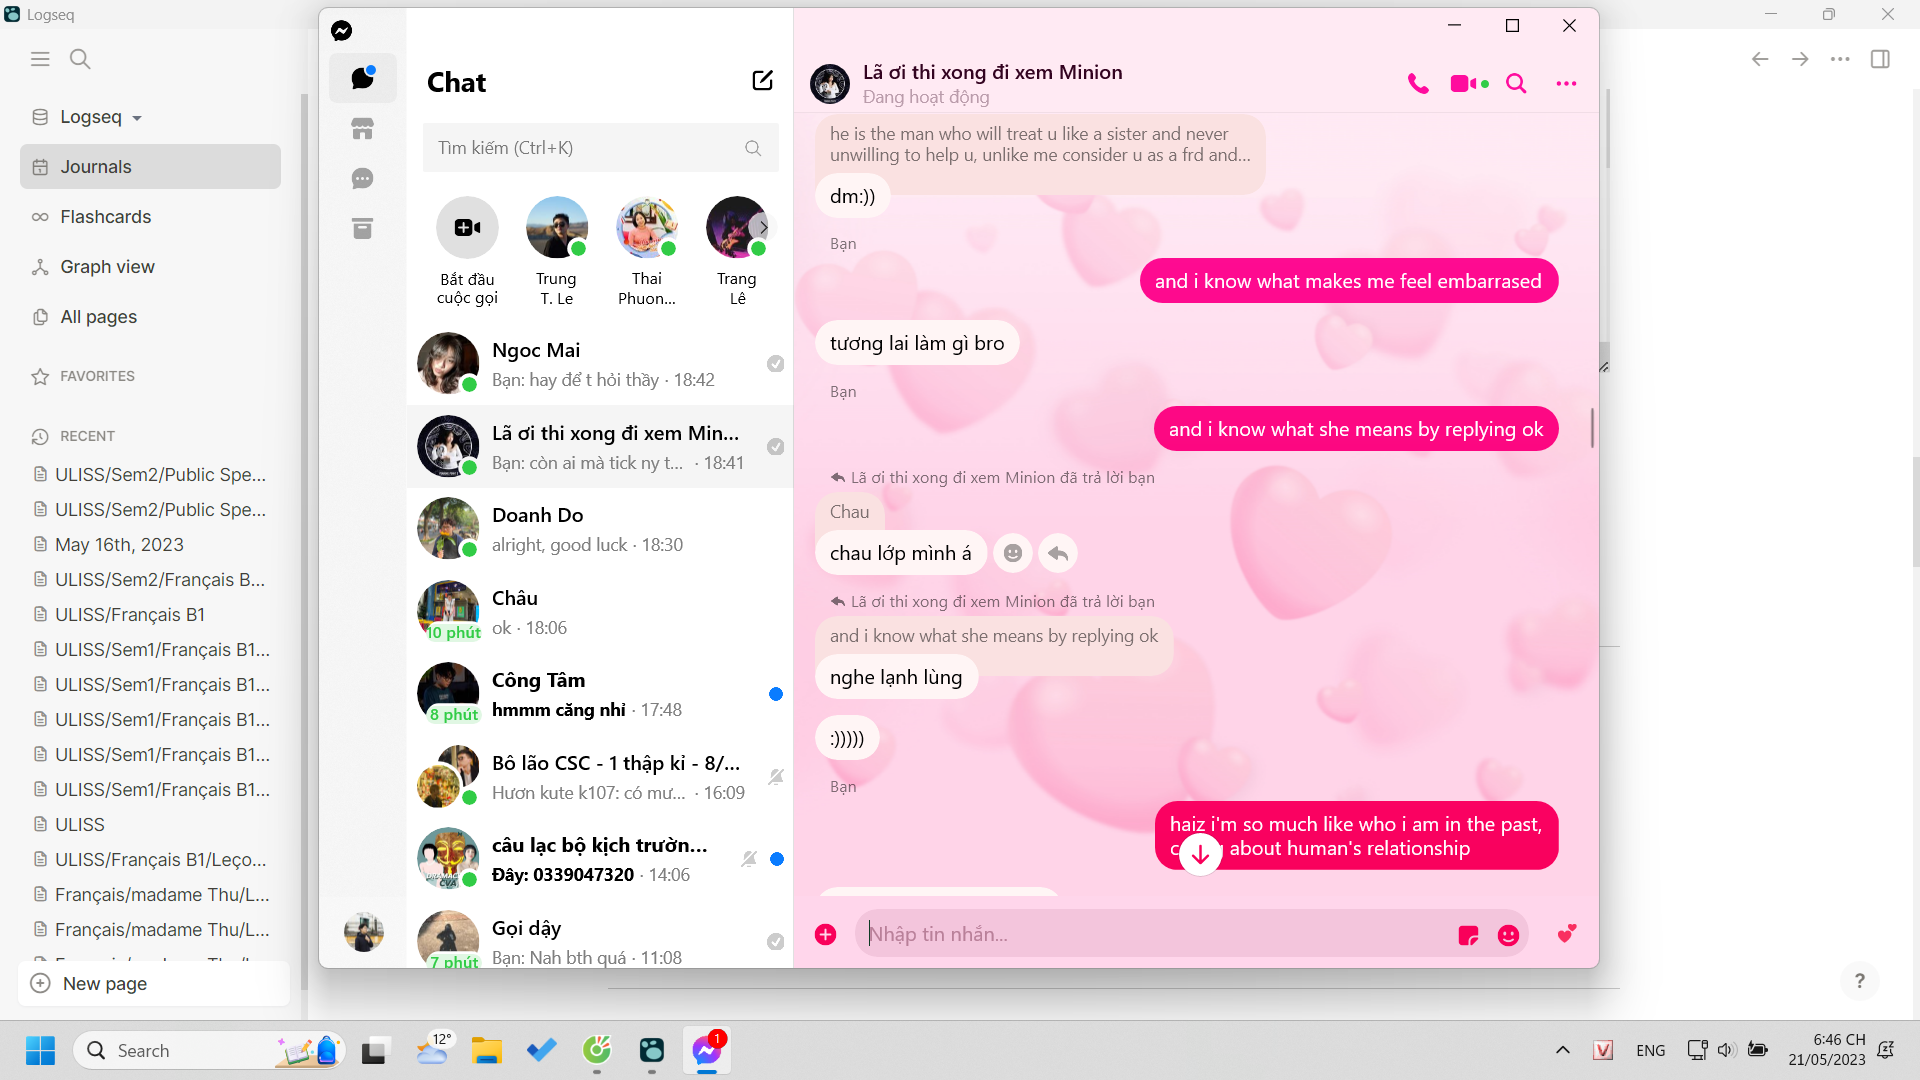 Logseq
Logseq
Journals
Flashcards
Graph view
All pages
FAVORITES
RECENT
ULISS/Sem2/Public Spe...
ULISS/Sem2/Public Spe...
May 16th, 2023
ULISS/Sem2/Français B...
ULISS/Français B1
ULISS/Sem1/Français B1...
ULISS/Sem1/Français B1...
ULISS/Sem1/Français B1...
ULISS/Sem1/Français B1...
ULISS/Sem1/Français B1...
ULISS
ULISS/Français B1/Leço...
Français/madame Thu/L...
Français/madame Thu/L...
New page
Chat
Tìm kiếm (Ctrl+K)
Bắt đầu
cuộc gọi
Trung
T. Le
Thai
Phuon...
Trang
Lê
Ngoc Mai
Bạn: hay để t hỏi thầy · 18:42
Lã ơi thi xong đi xem Min...
Bạn: còn ai mà tick ny t... · 18:41
Doanh Do
alright, good luck · 18:30
Châu
ok · 18:06
10 phút
Công Tâm
hmmm căng nhỉ · 17:48
8 phút
Bô lão CSC - 1 thập kỉ - 8/...
Hươn kute k107: có mư... · 16:09
câu lạc bộ kịch trườn...
Đây: 0339047320 · 14:06
CVA
Gọi dậy
Bạn: Nah bth quá · 11:08
7 phút
Lã ơi thi xong đi xem Minion
Đang hoạt động
he is the man who will treat u like a sister and never
unwilling to help u, unlike me consider u as a frd and...
dm:))
Bạn
and i know what makes me feel embarrased
tương lai làm gì bro
Bạn
and i know what she means by replying ok
Lã ơi thi xong đi xem Minion đã trả lời bạn
Chau
chau lớp mình á
Lã ơi thi xong đi xem Minion đã trả lời bạn
and i know what she means by replying ok
nghe lạnh lùng
:)))))
Bạn
haiz i'm so much like who i am in the past,
about human's relationship
Nhập tin nhắn...
?
Search
12°
1
V
ENG
6:46 CH
21/05/2023